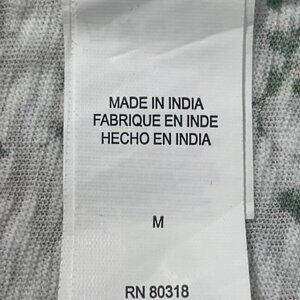 MADE IN INDIA
FABRIQUE EN INDE
HECHO EN INDIA
M
RN 80318